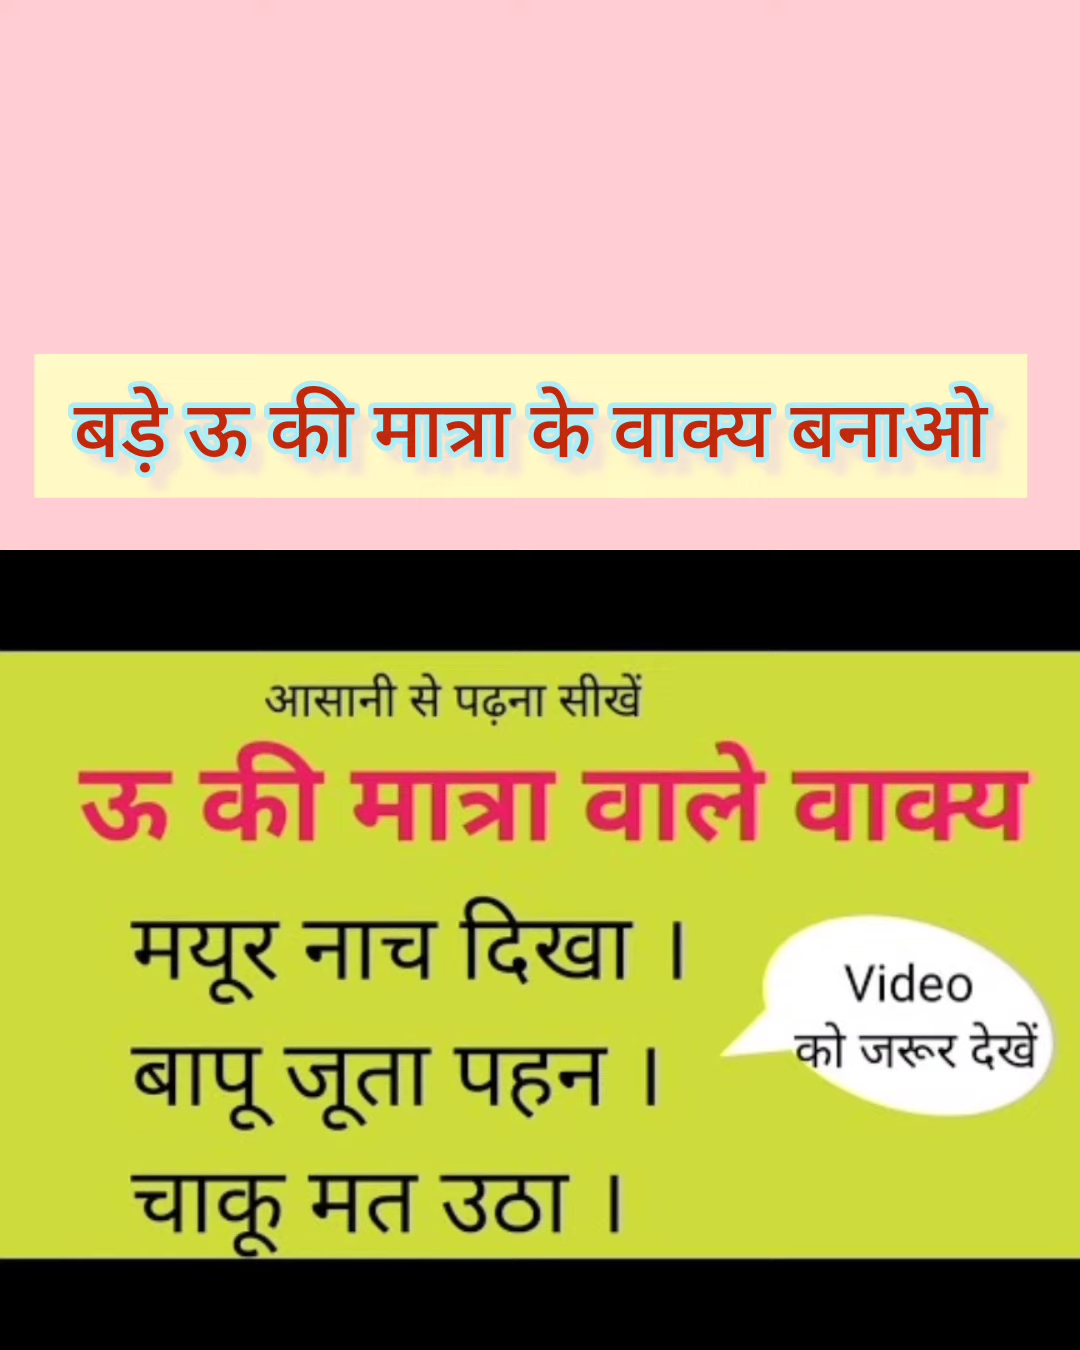 बड़े ऊ की मात्रा के वाक्य बनाओ
आसानी से पढ़ना सीखें
ऊ की मात्रा वाले वाक्य
मयूर नाच दिखा ।
बापू जूता पहन ।
चाकू मत उठा ।
Video
को जरूर देखें